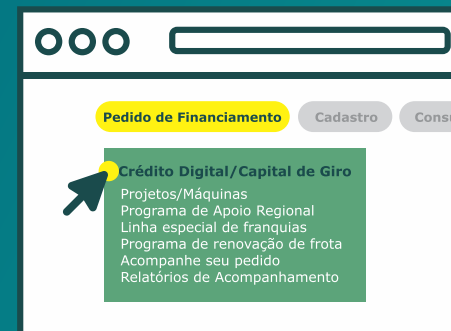 Pedido de Financiamento
Cadastro
Crédito Digital/Capital de Giro
Projetos/Máquinas
Programa de Apoio Regional
Linha especial de franquias
Programa de renovação de frota
Acompanhe seu pedido
Relatórios de Acompanhamento